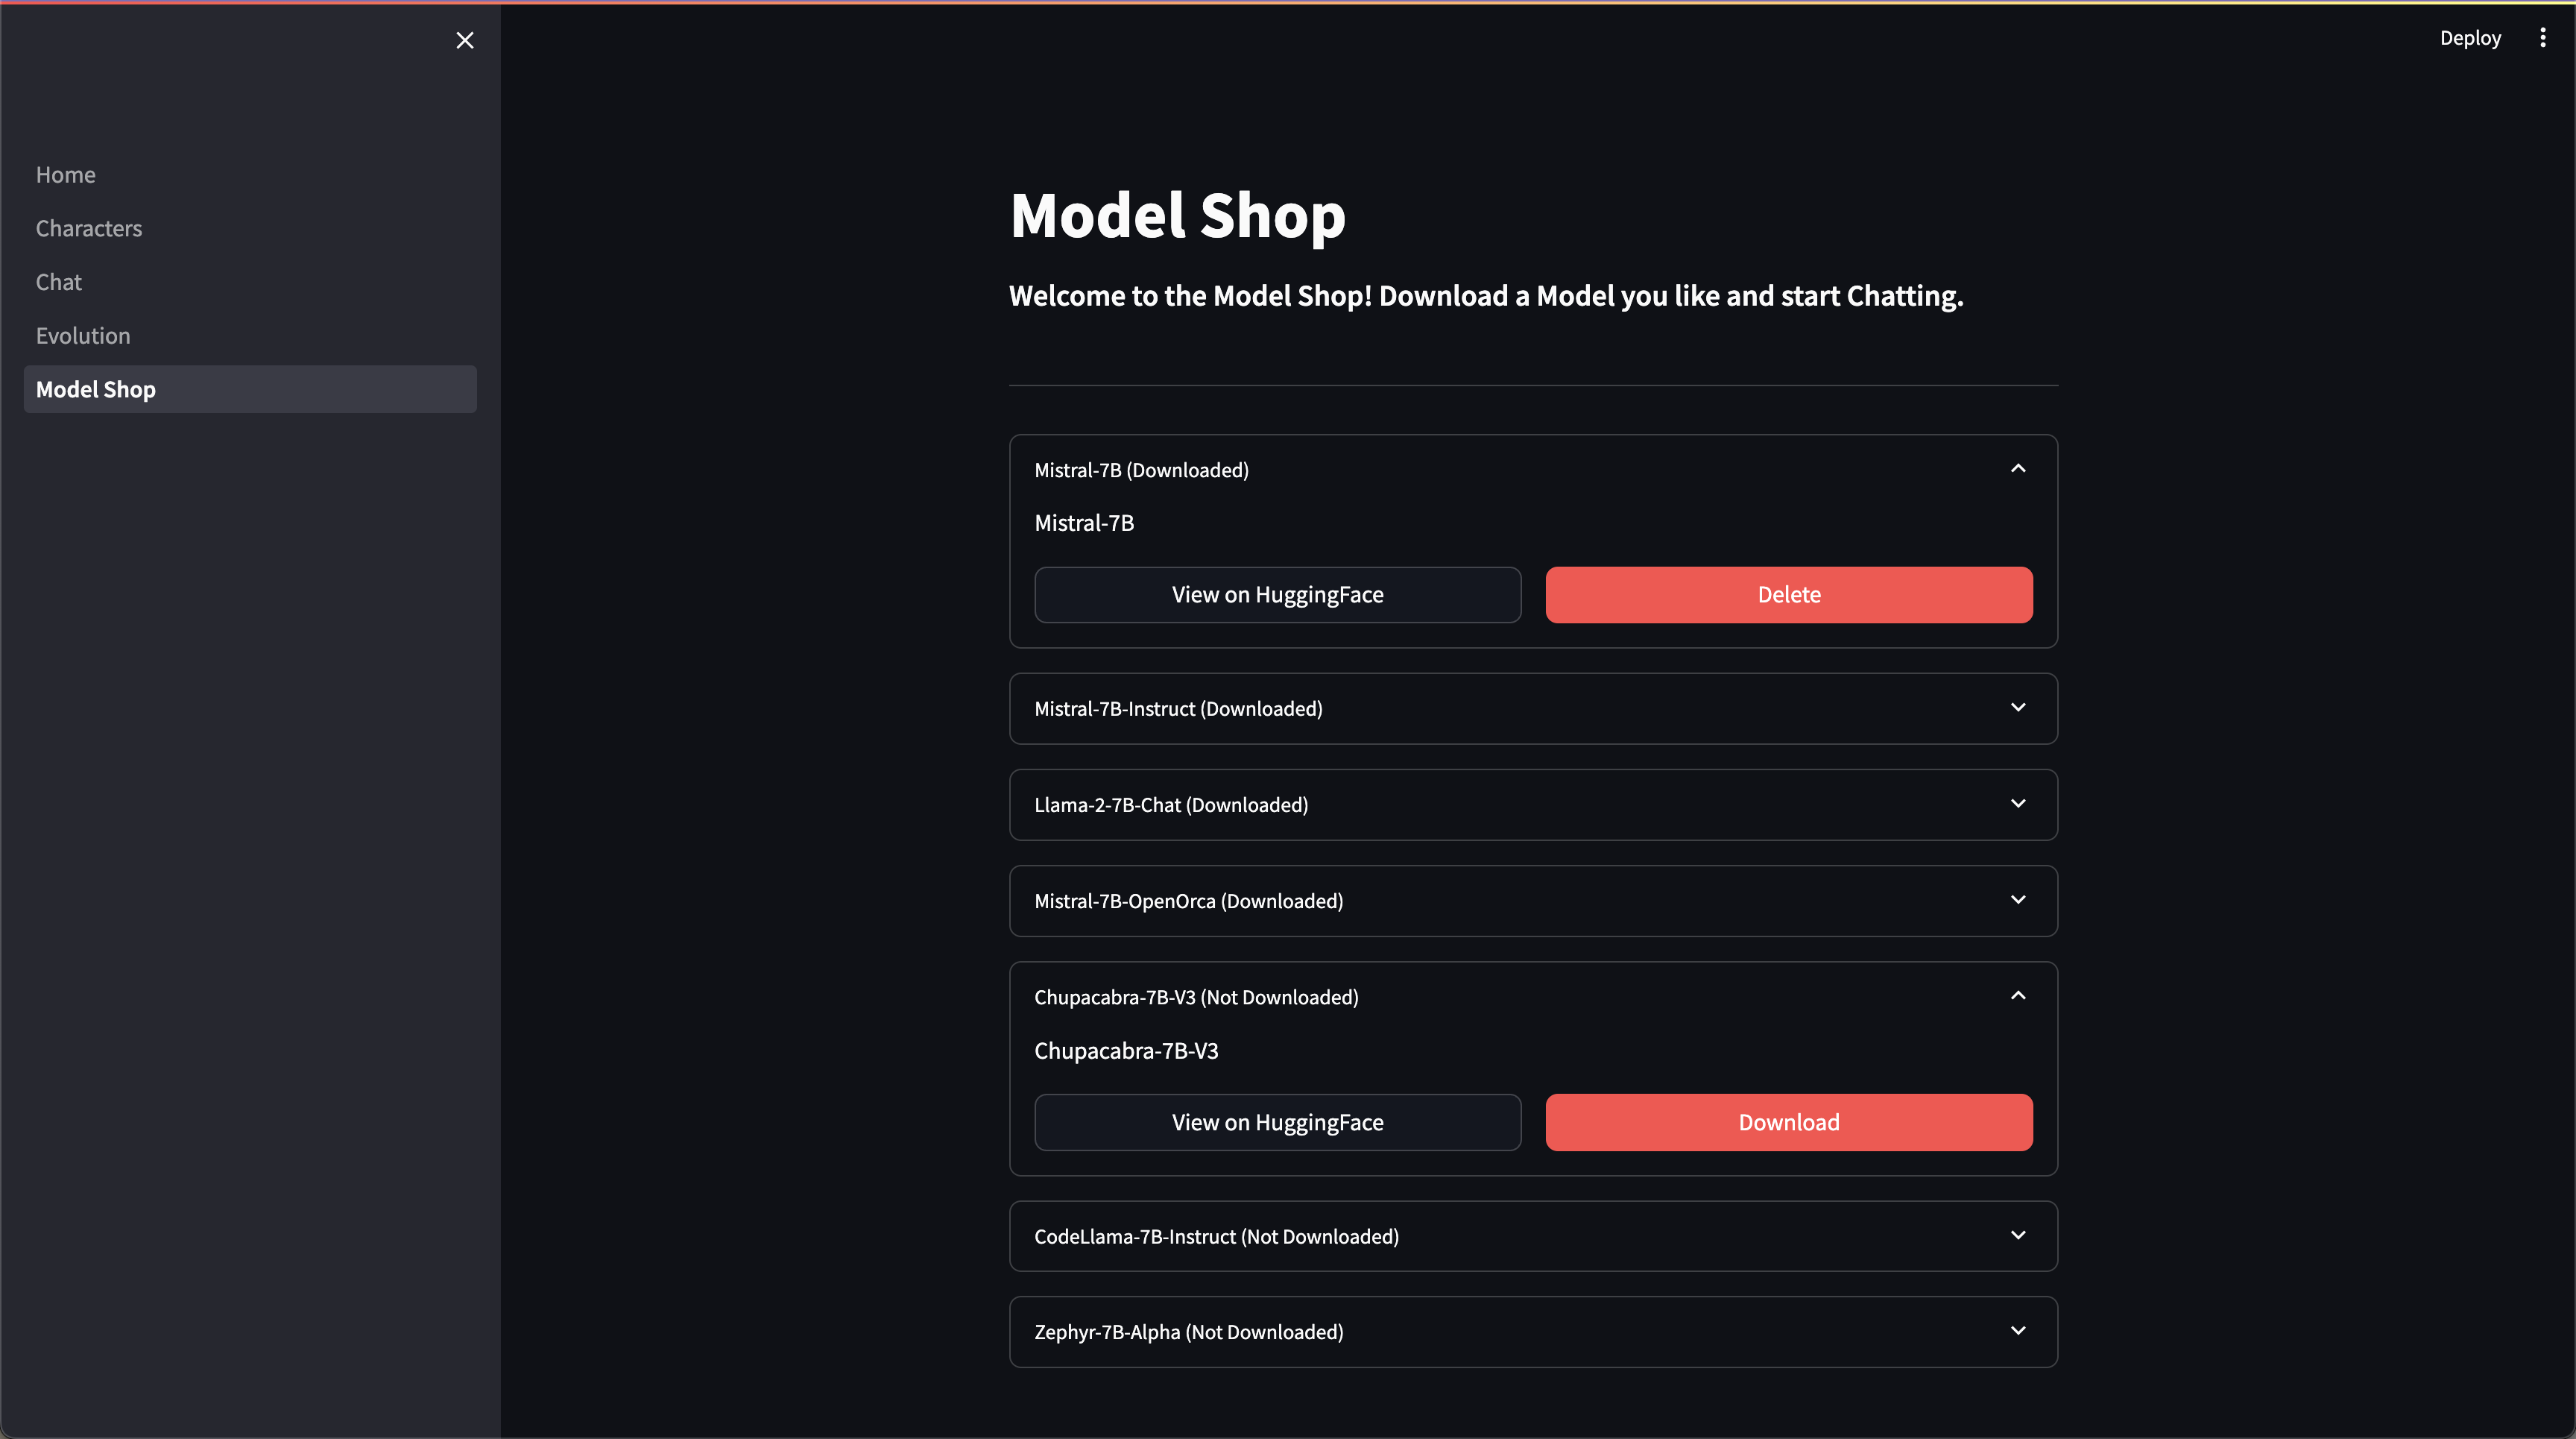 Deploy
Home
Characters
Chat
Evolution
Model Shop
Model Shop
Welcome to the Model Shop! Download a Model you like and start Chatting.
Mistral-7B (Downloaded)
Mistral-7B
View on HuggingFace
Delete
Mistral-7B-Instruct (Downloaded)
Llama-2-7B-Chat (Downloaded)
Mistral-7B-OpenOrca (Downloaded)
Chupacabra-7B-V3 (Not Downloaded)
Chupacabra-7B-V3
View on HuggingFace
Download
CodeLlama-7B-Instruct (Not Downloaded)
Zephyr-7B-Alpha (Not Downloaded)